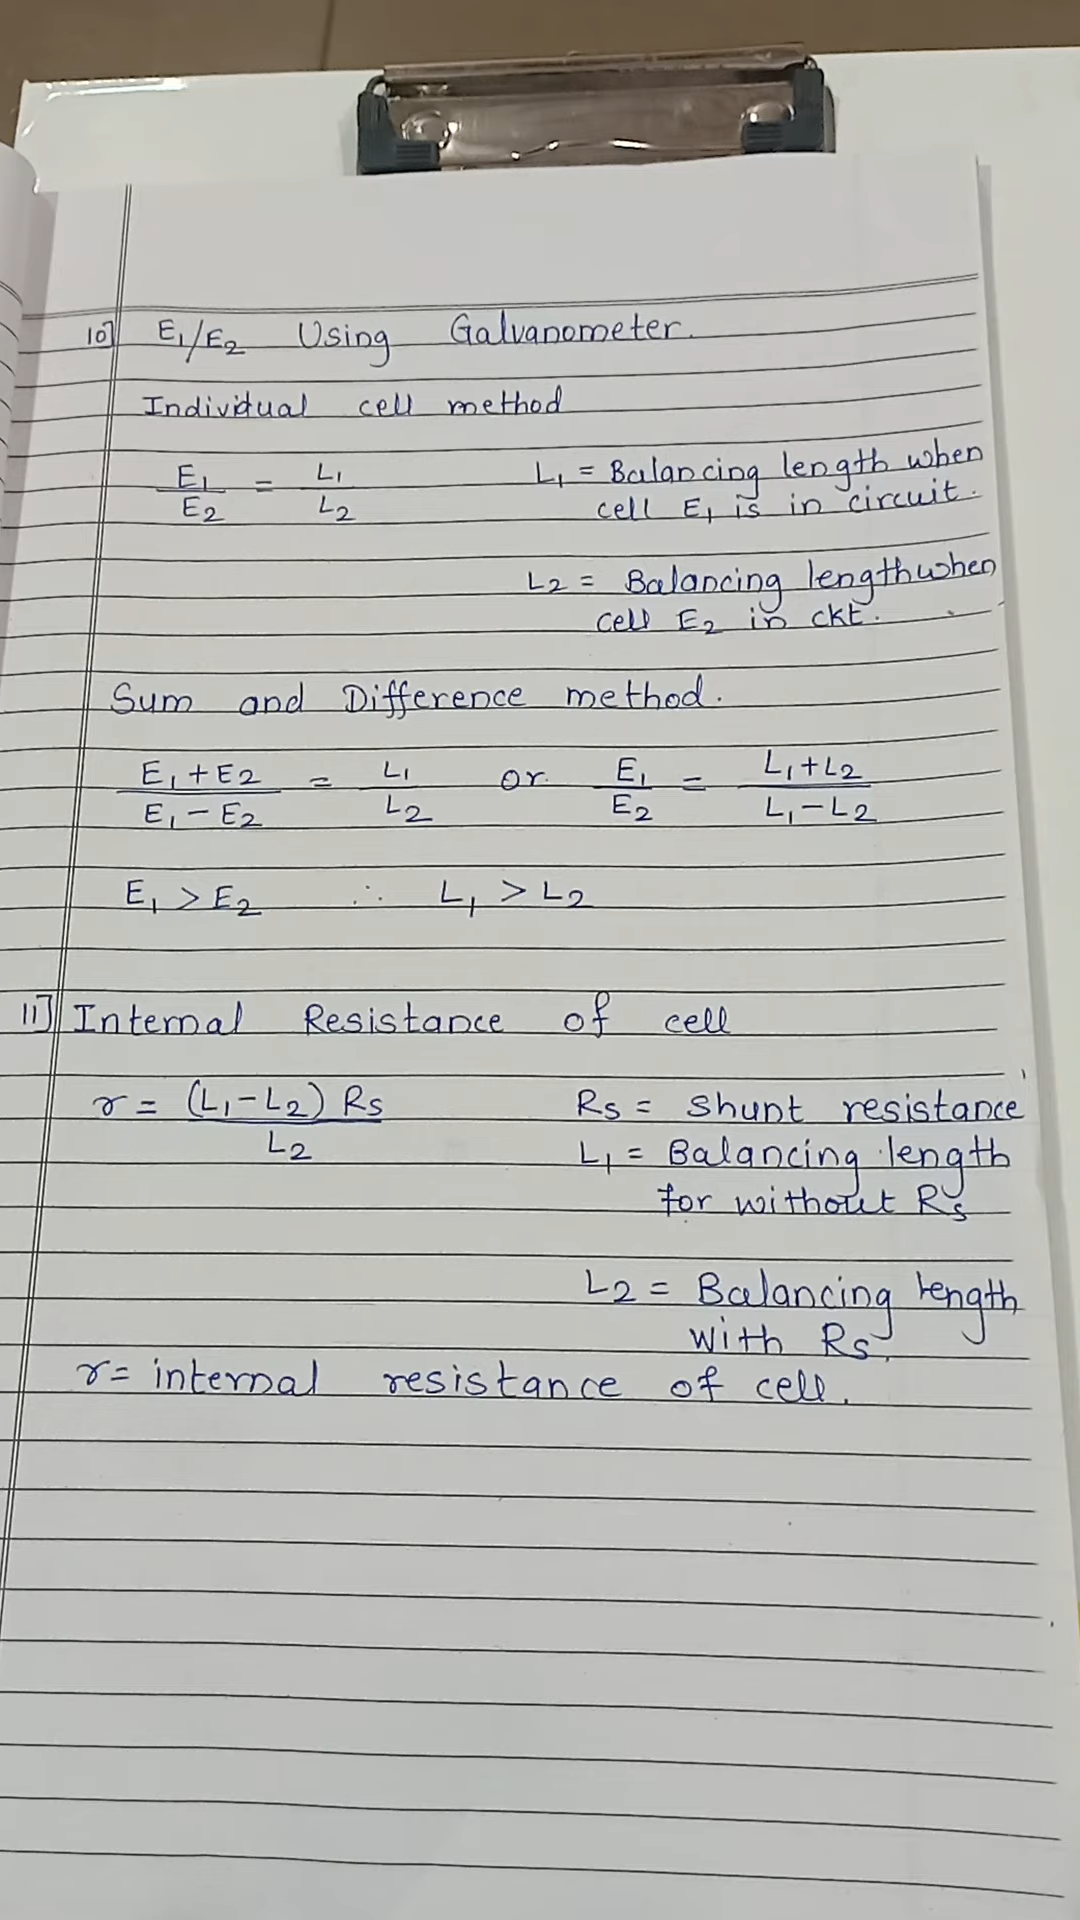 10] E1/E2 Using Galvanometer.
Individual cell method
E1/E2 = L1/L2 L1 = Balancing length when
cell E1 is in circuit.
L2 = Balancing length when
cell E2 in ckt.
Sum and Difference method.
E1+E2/E1-E2 = L1/L2 or E1/E2 = L1+L2/L1-L2
E1 > E2 ∴ L1 > L2
11] Internal Resistance of cell
r = (L1-L2) Rs/L2 Rs = shunt resistance
L1 = Balancing length
for without Rs
L2 = Balancing length
with Rs.
r = internal resistance of cell.